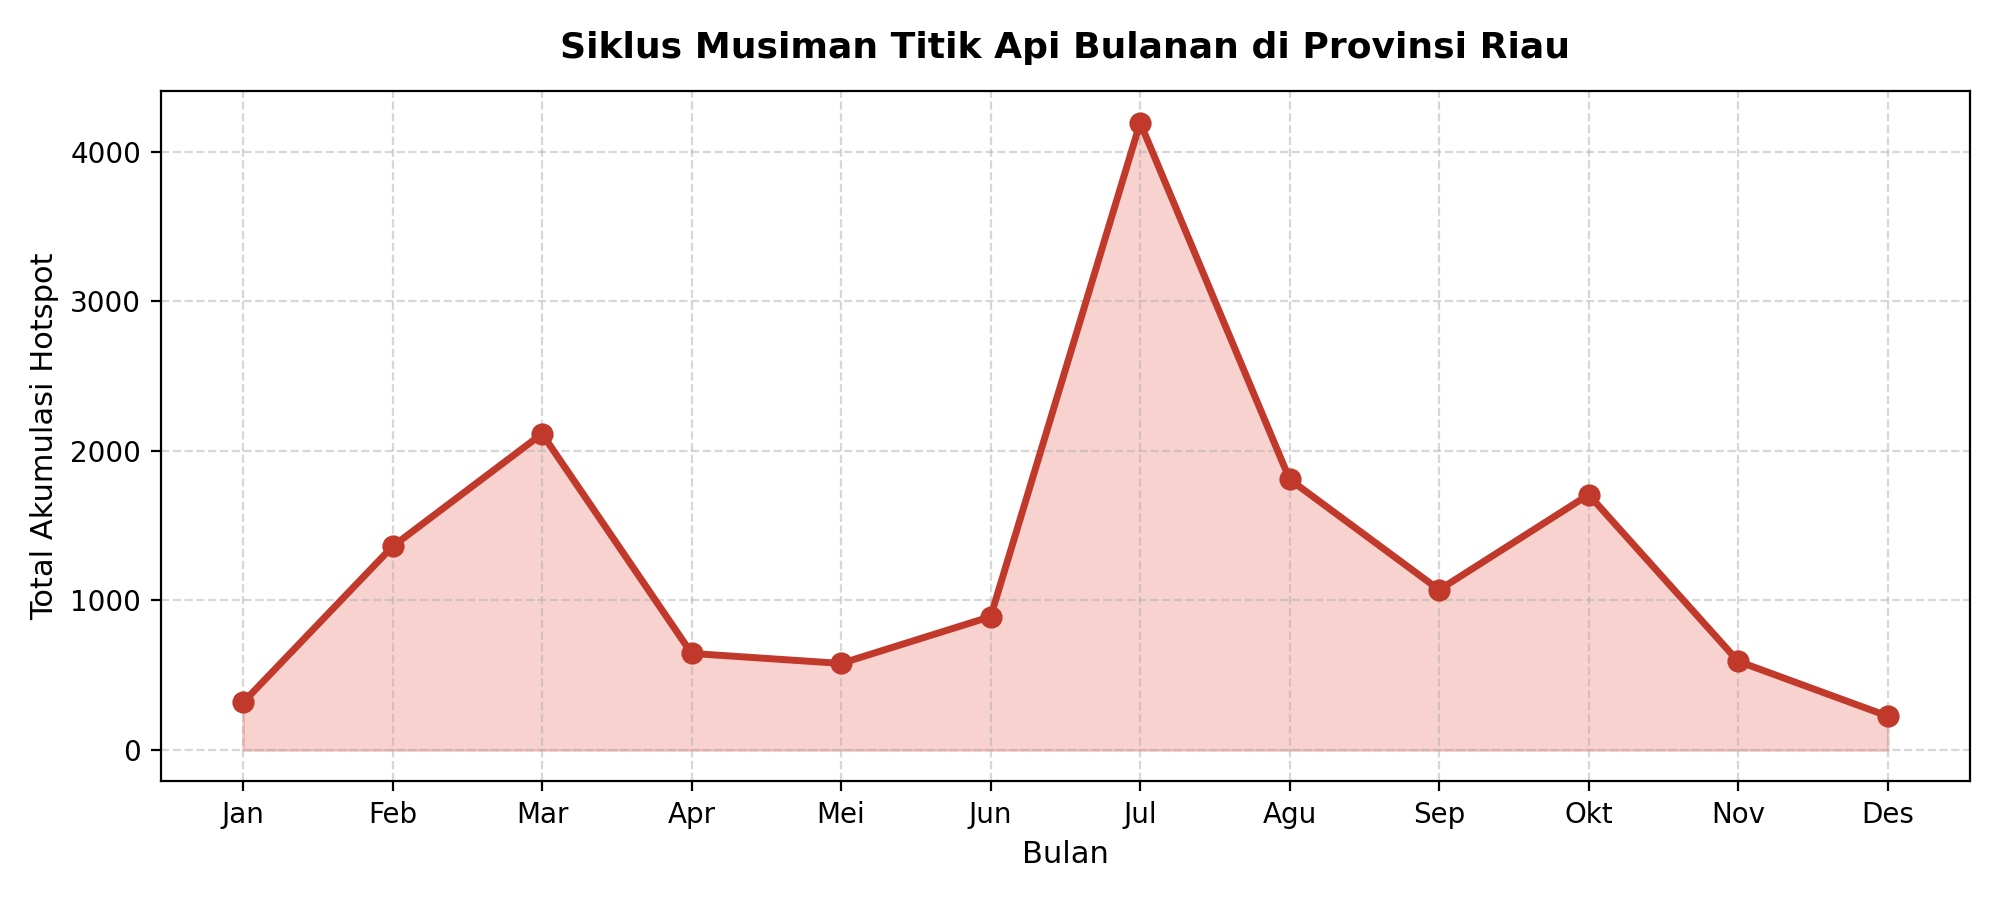 Siklus Musiman Titik Api Bulanan di Provinsi Riau
Total Akumulasi Hotspot
4000
3000
2000
1000
0
Jan Feb Mar Apr Mei Jun Jul Agu Sep Okt Nov Des
Bulan